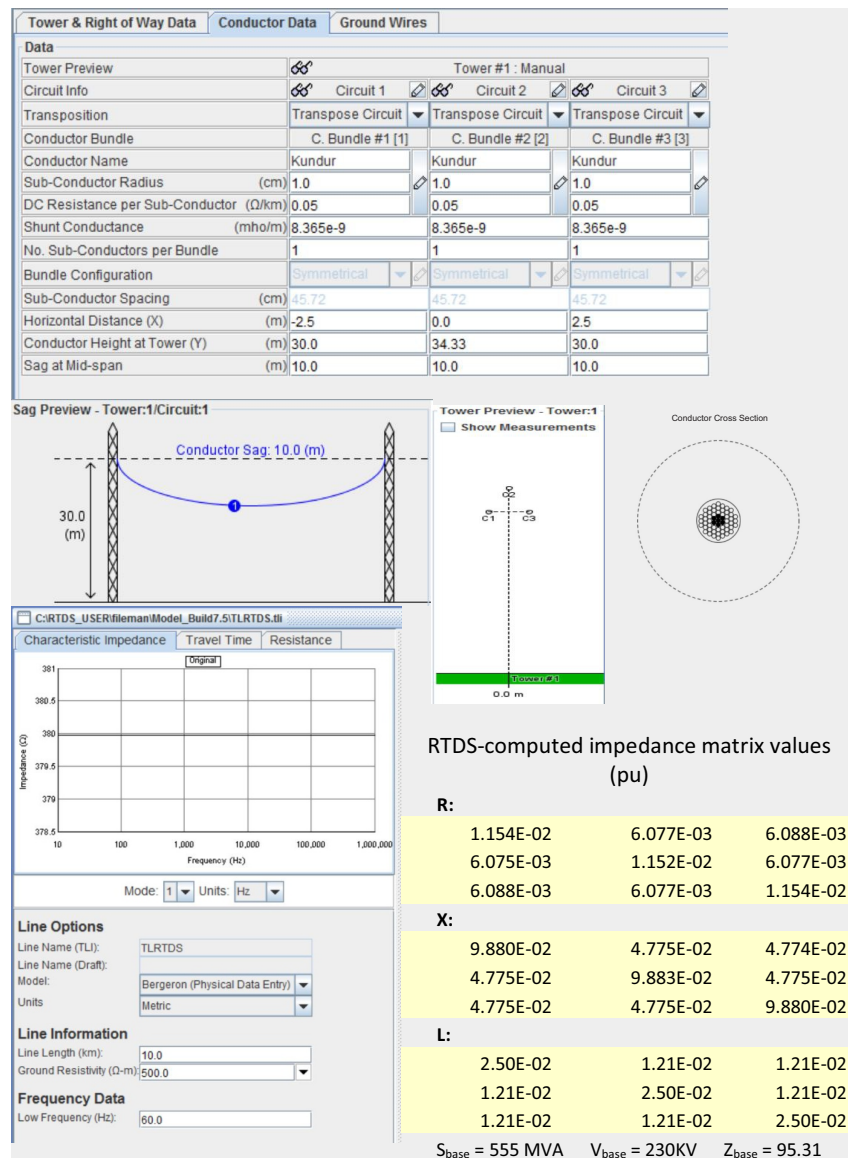 Tower & Right of Way Data Conductor Data Ground Wires
Data
Tower Preview Tower #1 : Manual
Circuit Info Circuit 1 Circuit 2 Circuit 3
Transposition Transpose Circuit Transpose Circuit Transpose Circuit
Conductor Bundle C. Bundle #1 [1] C. Bundle #2 [2] C. Bundle #3 [3]
Conductor Name Kundur Kundur Kundur
Sub-Conductor Radius (cm) 1.0 1.0 1.0
DC Resistance per Sub-Conductor (Ω/km) 0.05 0.05 0.05
Shunt Conductance (mho/m) 8.365e-9 8.365e-9 8.365e-9
No. Sub-Conductors per Bundle 1 1 1
Bundle Configuration Symmetrical Symmetrical Symmetrical
Sub-Conductor Spacing (cm) 45.72 45.72 45.72
Horizontal Distance (X) (m) -2.5 0.0 2.5
Conductor Height at Tower (Y) (m) 30.0 34.33 30.0
Sag at Mid-span (m) 10.0 10.0 10.0
Sag Preview - Tower:1/Circuit:1
Conductor Sag: 10.0 (m)
1
30.0
(m)
Tower Preview - Tower:1
Show Measurements
C2
C1 C3
Tower #1
0.0 m
Conductor Cross Section
C:\RTDS_USER\fileman\Model_Build7.5\TLRTDS.tli
Characteristic Impedance Travel Time Resistance
Original
381
380.5
380
379.5
379
378.5
Impedance (Ω)
10 100 1,000 10,000 100,000 1,000,000
Frequency (Hz)
Mode: 1 Units: Hz
Line Options
Line Name (TLI): TLRTDS
Line Name (Draft):
Model: Bergeron (Physical Data Entry)
Units Metric
Line Information
Line Length (km): 10.0
Ground Resistivity (Ω-m): 500.0
Frequency Data
Low Frequency (Hz): 60.0
RTDS-computed impedance matrix values
(pu)
R:
1.154E-02 6.077E-03 6.088E-03
6.075E-03 1.152E-02 6.077E-03
6.088E-03 6.077E-03 1.154E-02
X:
9.880E-02 4.775E-02 4.774E-02
4.775E-02 9.883E-02 4.775E-02
4.775E-02 4.775E-02 9.880E-02
L:
2.50E-02 1.21E-02 1.21E-02
1.21E-02 2.50E-02 1.21E-02
1.21E-02 1.21E-02 2.50E-02
Sbase = 555 MVA Vbase = 230KV Zbase = 95.31